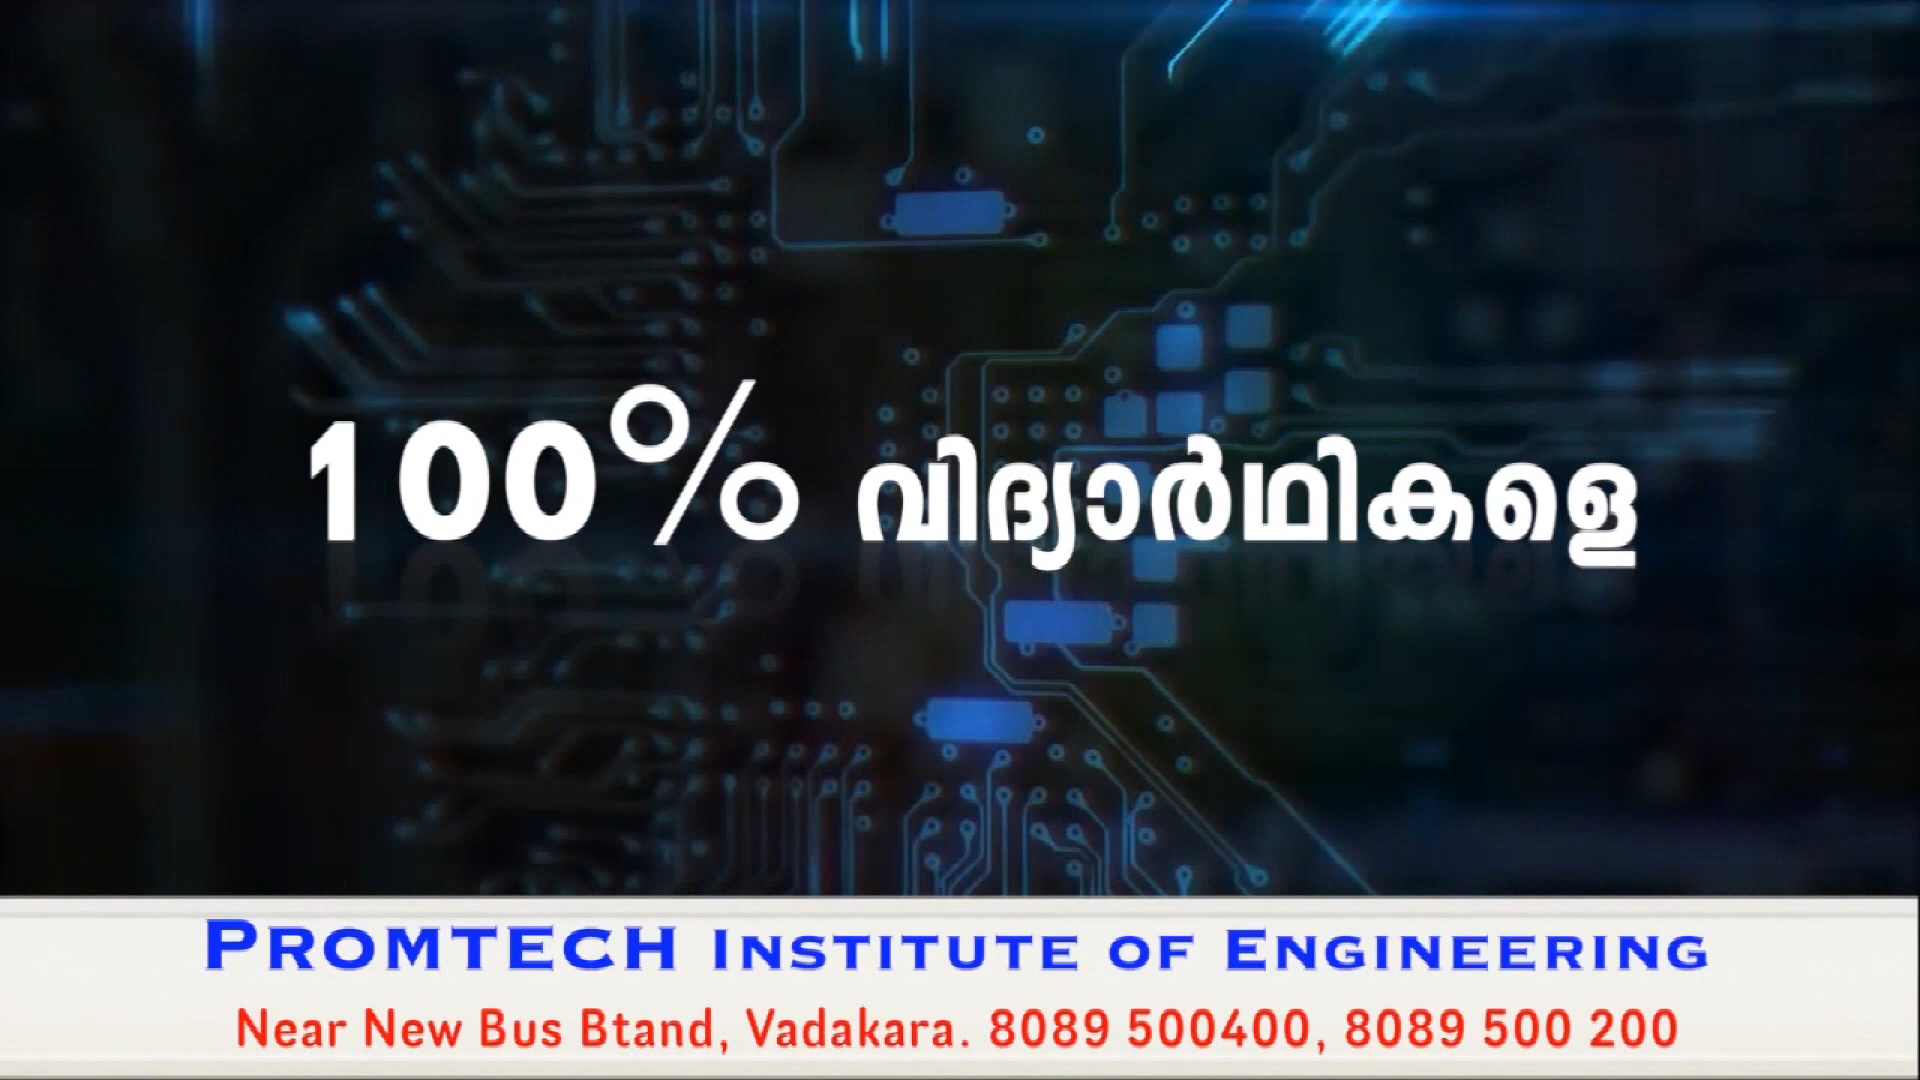 100% വിദ്യാർഥികളെ
PROMTECH INSTITUTE OF ENGINEERING
Near New Bus Btand, Vadakara. 8089 500400, 8089 500 200